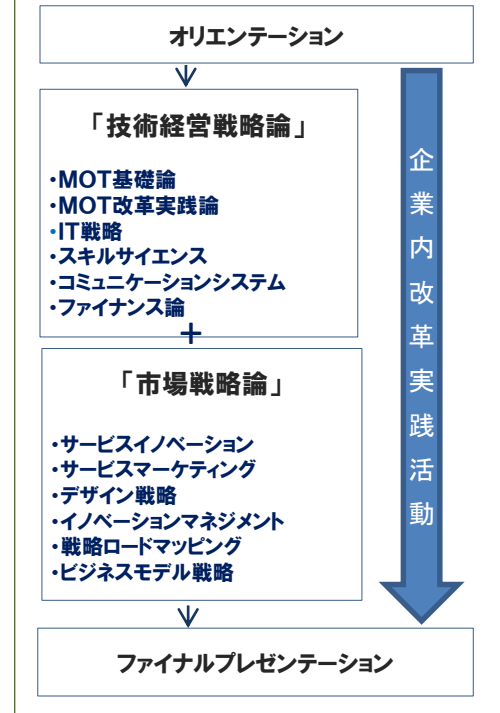 オリエンテーション
「技術経営戦略論」
・MOT基礎論
・MOT改革実践論
・IT戦略
・スキルサイエンス
・コミュニケーションシステム
・ファイナンス論
＋
「市場戦略論」
・サービスイノベーション
・サービスマーケティング
・デザイン戦略
・イノベーションマネジメント
・戦略ロードマッピング
・ビジネスモデル戦略
ファイナルプレゼンテーション
企業内改革実践活動